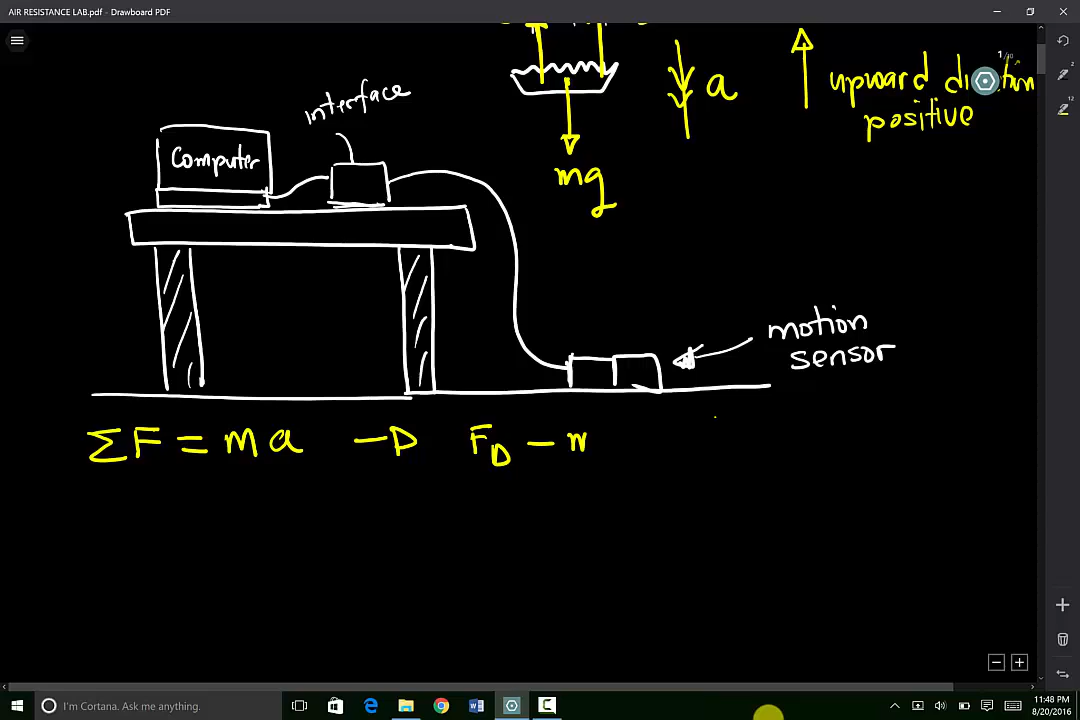 AIR RESISTANCE LAB.pdf - Drawboard PDF
a
upward
positive
mg
interface
Computer
motion
sensor
ΣF = ma → F_D - m
I'm Cortana. Ask me anything.
11:48 PM
8/20/2016